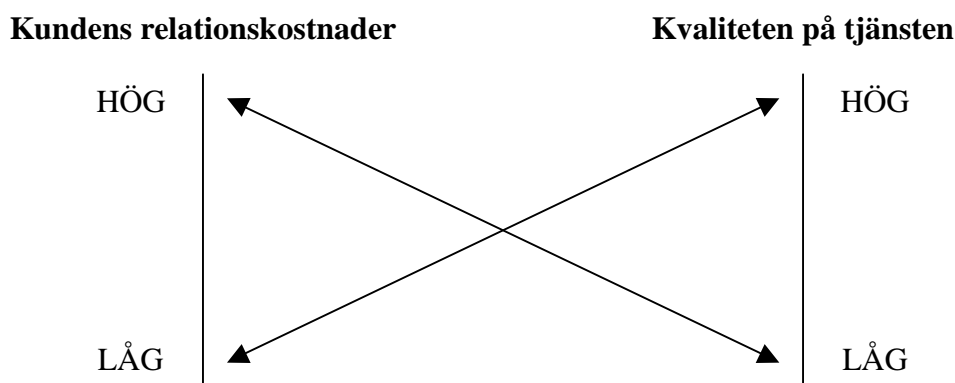 Kundens relationskostnader Kvaliteten på tjänsten
HÖG HÖG
LÅG LÅG